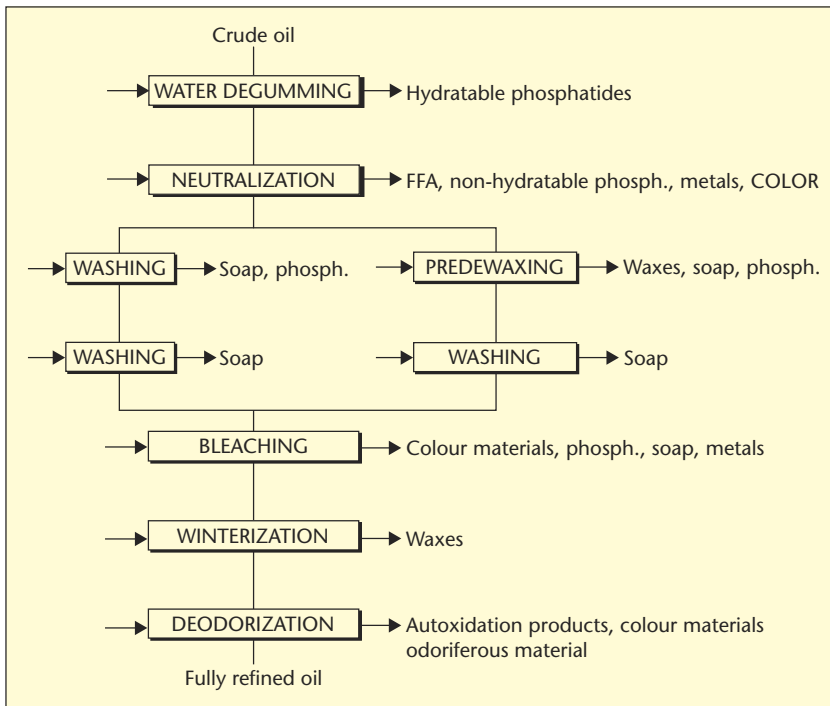 Crude oil
WATER DEGUMMING
Hydratable phosphatides
NEUTRALIZATION
FFA, non-hydratable phosph., metals, COLOR
WASHING
Soap, phosph.
PREDEWAXING
Waxes, soap, phosph.
WASHING
Soap
WASHING
Soap
BLEACHING
Colour materials, phosph., soap, metals
WINTERIZATION
Waxes
DEODORIZATION
Autoxidation products, colour materials
odoriferous material
Fully refined oil